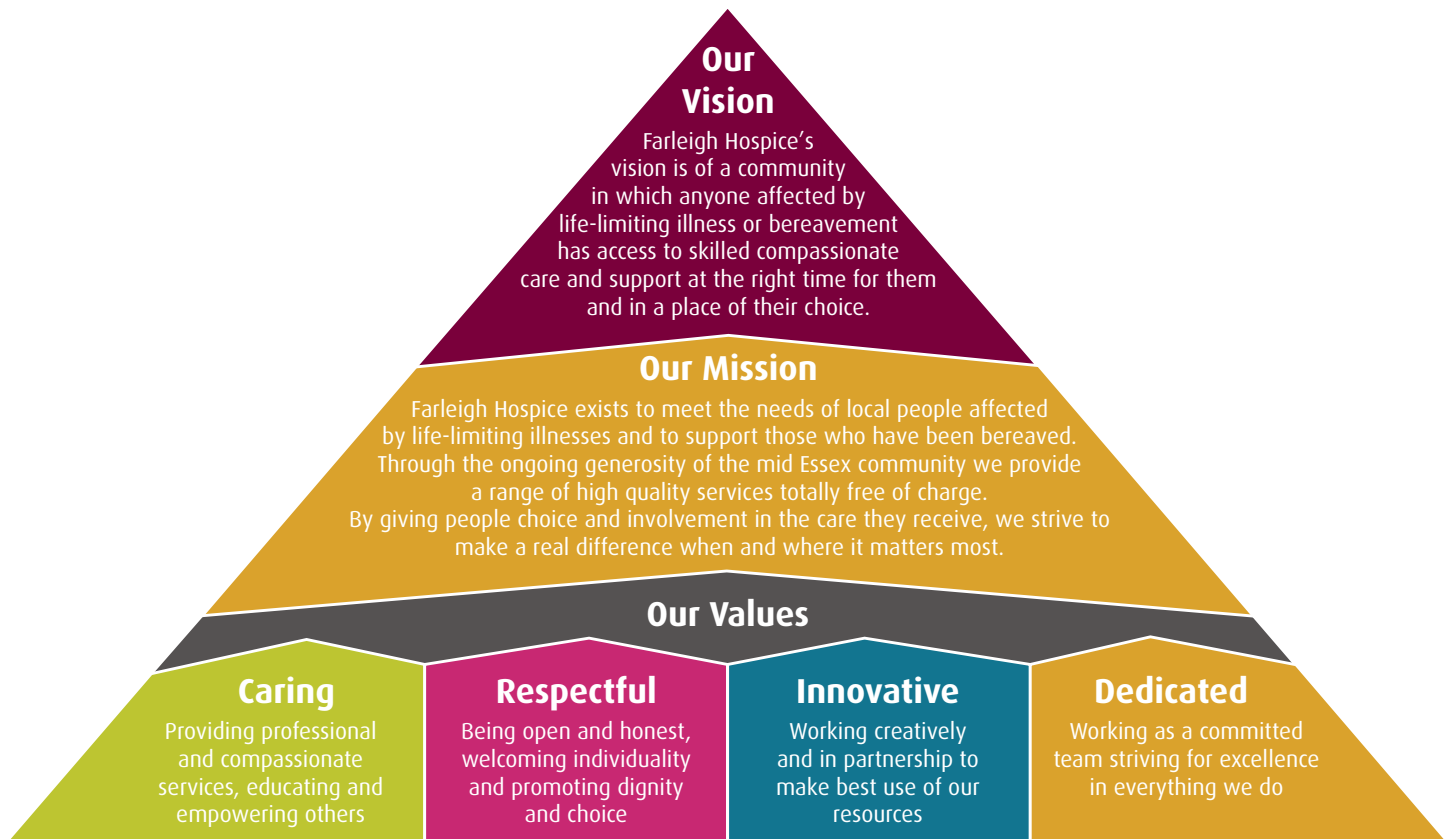 Our
Vision
Farleigh Hospice’s
vision is of a community
in which anyone affected by
life-limiting illness or bereavement
has access to skilled compassionate
care and support at the right time for them
and in a place of their choice.
Our Mission
Farleigh Hospice exists to meet the needs of local people affected
by life-limiting illnesses and to support those who have been bereaved.
Through the ongoing generosity of the mid Essex community we provide
a range of high quality services totally free of charge.
By giving people choice and involvement in the care they receive, we strive to
make a real difference when and where it matters most.
Our Values
Caring
Providing professional
and compassionate
services, educating and
empowering others
Respectful
Being open and honest,
welcoming individuality
and promoting dignity
and choice
Innovative
Working creatively
and in partnership to
make best use of our
resources
Dedicated
Working as a committed
team striving for excellence
in everything we do